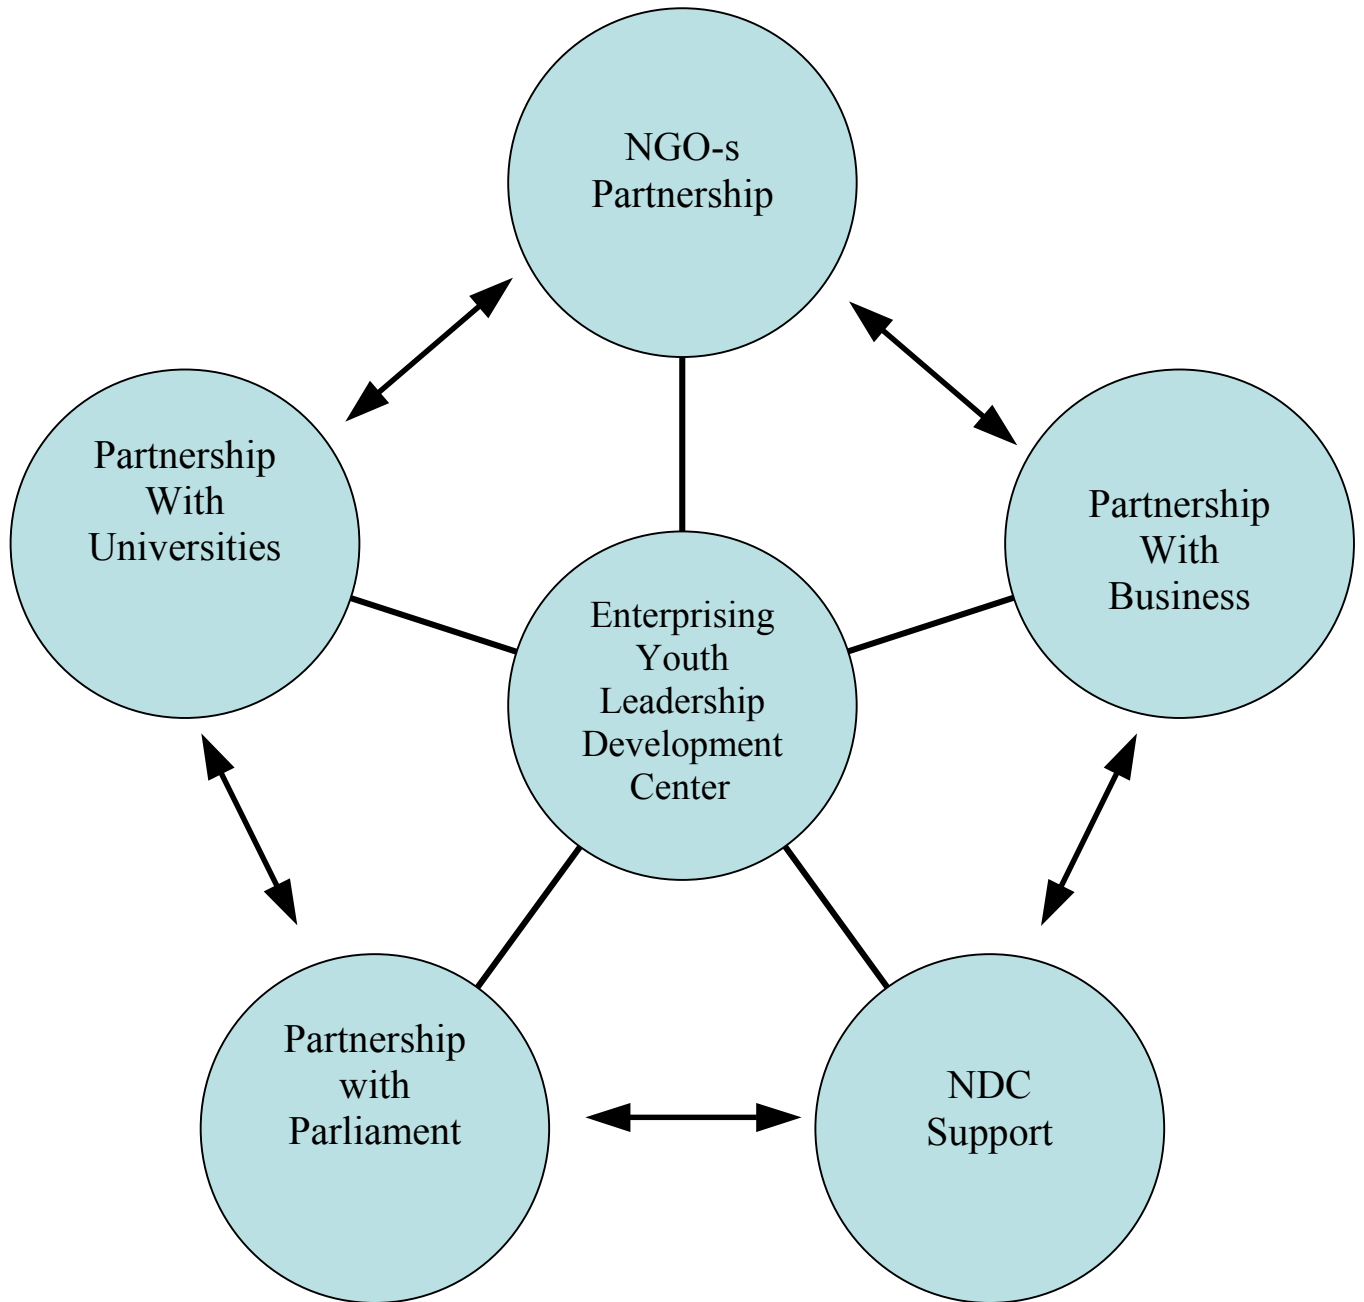 NGO-s
Partnership
Partnership
With
Universities
Partnership
With
Business
Enterprising
Youth
Leadership
Development
Center
Partnership
with
Parliament
NDC
Support